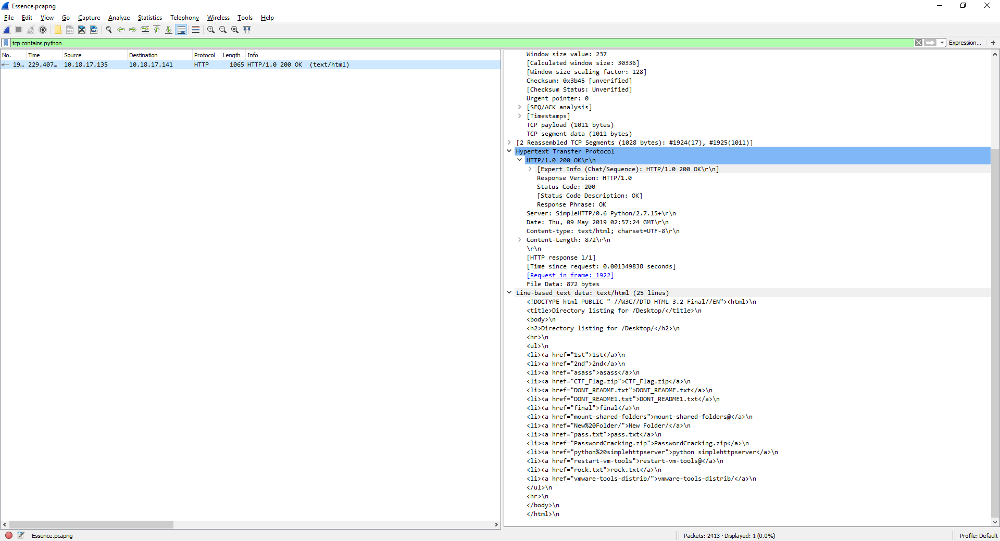 Essence.pcapng
File Edit View Go Capture Analyze Statistics Telephony Wireless Tools Help
tcp contains python
Expression... +
No. Time Source Destination Protocol Length Info
19... 229.407... 10.18.17.135 10.18.17.141 HTTP 1065 HTTP/1.0 200 OK (text/html)
Window size value: 237
[Calculated window size: 30336]
[Window size scaling factor: 128]
Checksum: 0x3b45 [unverified]
[Checksum Status: Unverified]
Urgent pointer: 0
[SEQ/ACK analysis]
[Timestamps]
TCP payload (1011 bytes)
TCP segment data (1011 bytes)
[2 Reassembled TCP Segments (1028 bytes): #1924(17), #1925(1011)]
Hypertext Transfer Protocol
HTTP/1.0 200 OK\r\n
[Expert Info (Chat/Sequence): HTTP/1.0 200 OK\r\n]
Response Version: HTTP/1.0
Status Code: 200
[Status Code Description: OK]
Response Phrase: OK
Server: SimpleHTTP/0.6 Python/2.7.15+\r\n
Date: Thu, 09 May 2019 02:57:24 GMT\r\n
Content-type: text/html; charset=UTF-8\r\n
Content-Length: 872\r\n
\r\n
[HTTP response 1/1]
[Time since request: 0.001349838 seconds]
[Request in frame: 1922]
File Data: 872 bytes
Line-based text data: text/html (25 lines)
<!DOCTYPE html PUBLIC "-//W3C//DTD HTML 3.2 Final//EN"><html>\n
<title>Directory listing for /Desktop/</title>\n
<body>\n
<h2>Directory listing for /Desktop/</h2>\n
<hr>\n
<ul>\n
<li><a href="1st">1st</a>\n
<li><a href="2nd">2nd</a>\n
<li><a href="asass">asass</a>\n
<li><a href="CTF_Flag.zip">CTF_Flag.zip</a>\n
<li><a href="DONT_README.txt">DONT_README.txt</a>\n
<li><a href="DONT_README1.txt">DONT_README1.txt</a>\n
<li><a href="final">final</a>\n
<li><a href="mount-shared-folders">mount-shared-folders@</a>\n
<li><a href="New%20Folder/">New Folder/</a>\n
<li><a href="pass.txt">pass.txt</a>\n
<li><a href="PasswordCracking.zip">PasswordCracking.zip</a>\n
<li><a href="python%20simplehttpserver">python simplehttpserver</a>\n
<li><a href="restart-vm-tools">restart-vm-tools@</a>\n
<li><a href="rock.txt">rock.txt</a>\n
<li><a href="vmware-tools-distrib/">vmware-tools-distrib/</a>\n
</ul>\n
<hr>\n
</body>\n
</html>\n
Essence.pcapng
Packets: 2413 · Displayed: 1 (0.0%)
Profile: Default